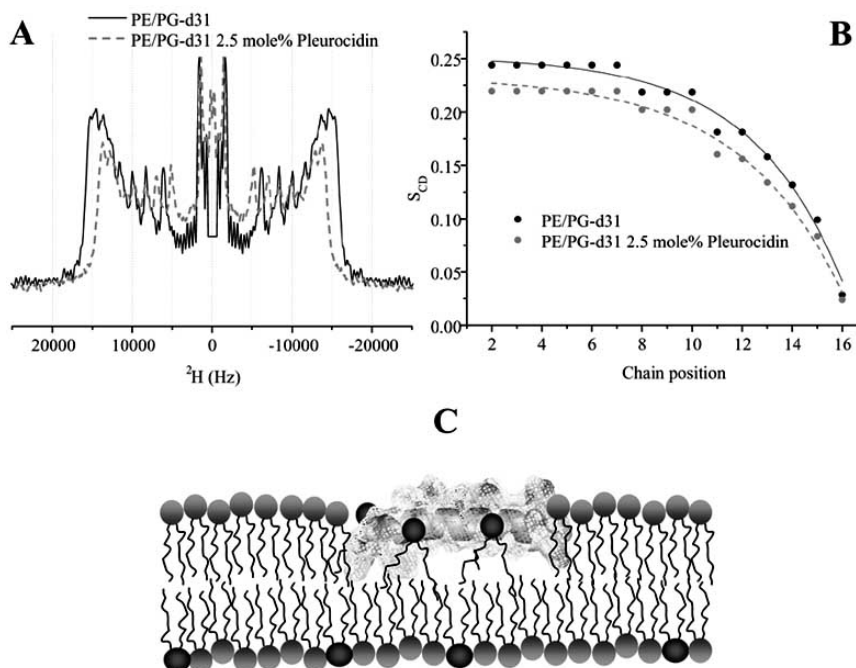 A
PE/PG-d31
PE/PG-d31 2.5 mole% Pleurocidin
20000 10000 0 -10000 -20000
²H (Hz)
B
0.25
0.20
0.15
0.10
0.05
0.00
S_CD
PE/PG-d31
PE/PG-d31 2.5 mole% Pleurocidin
2 4 6 8 10 12 14 16
Chain position
C